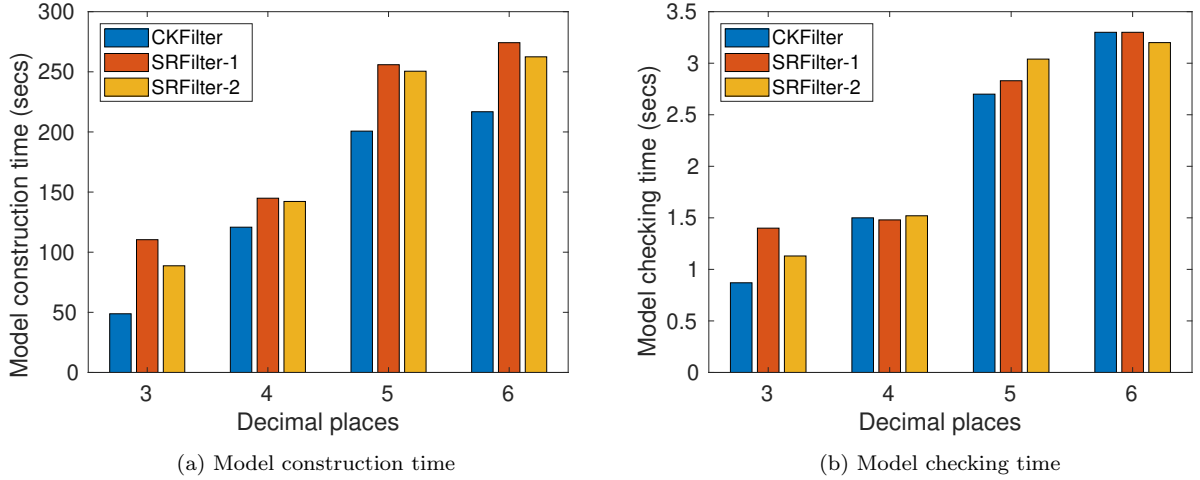 300
250
200
150
100
50
0
Model construction time (secs)
CKFilter
SRFilter-1
SRFilter-2
3 4 5 6
Decimal places
(a) Model construction time
3.5
3
2.5
2
1.5
1
0.5
0
Model checking time (secs)
CKFilter
SRFilter-1
SRFilter-2
3 4 5 6
Decimal places
(b) Model checking time